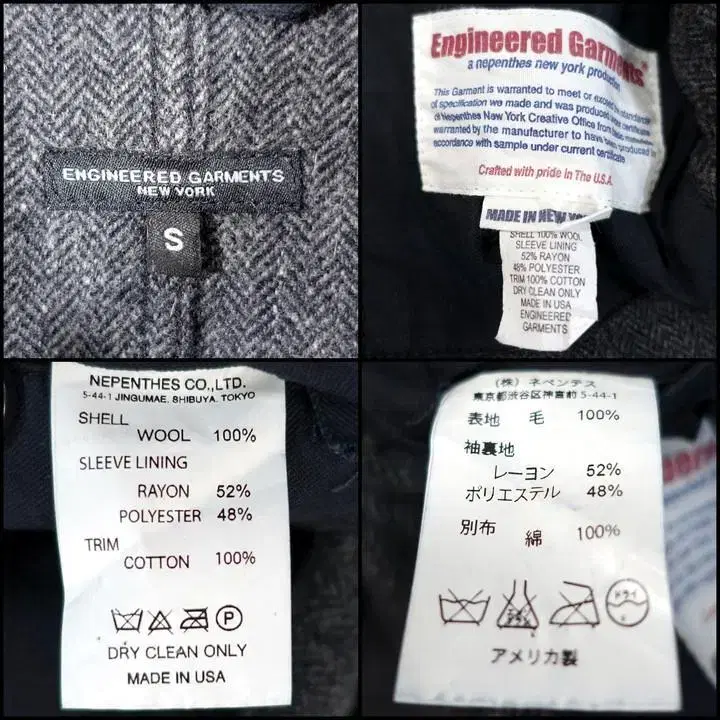 ENGINEERED GARMENTS
NEW YORK
S
Engineered Garments
a nepenthes new york production
This Garment is warranted to meet or exceed standards
of specification we made and was produced under certificate
of Nepenthes New York Creative Office from basic
warranted by the manufacturer to have been produced in
accordance with sample under current certificate
Crafted with pride in The U.S.A.
MADE IN NEW
SHELL 100% WOOL
SLEEVE LINING
52% RAYON
48% POLYESTER
TRIM 100% COTTON
DRY CLEAN ONLY
MADE IN USA
ENGINEERED
GARMENTS
NEPENTHES CO.,LTD.
5-44-1 JINGUMAE, SHIBUYA, TOKYO
SHELL
WOOL 100%
SLEEVE LINING
RAYON 52%
POLYESTER 48%
TRIM
COTTON 100%
P
DRY CLEAN ONLY
MADE IN USA
(株) ネペンテス
東京都渋谷区神宮前 5-44-1
表地 毛 100%
袖裏地
レーヨン 52%
ポリエステル 48%
別布 綿 100%
ドライ
アメリカ製